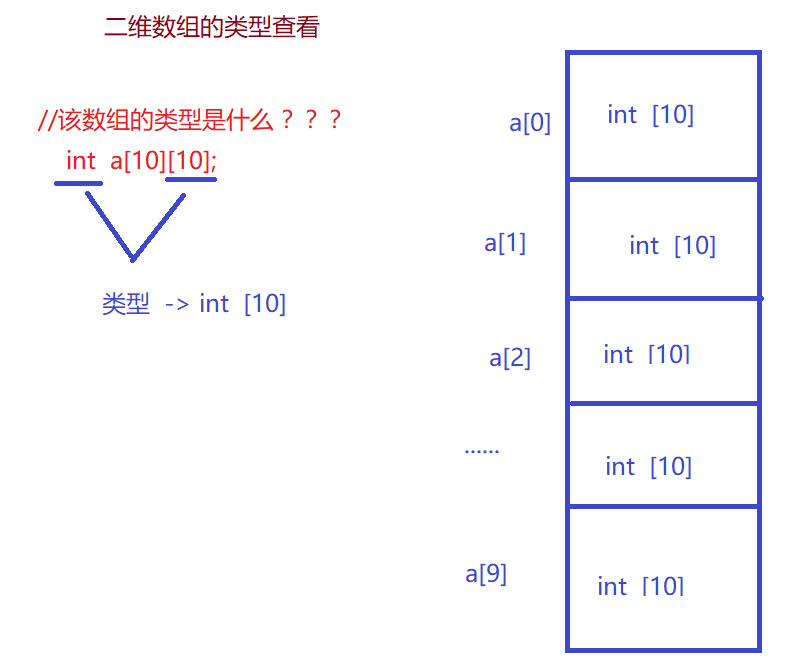 二维数组的类型查看
//该数组的类型是什么？？？
int a[10][10];
类型 -> int [10]
a[0] int [10]
a[1] int [10]
a[2] int [10]
...... int [10]
a[9] int [10]